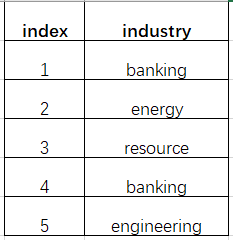 index industry
1 banking
2 energy
3 resource
4 banking
5 engineering